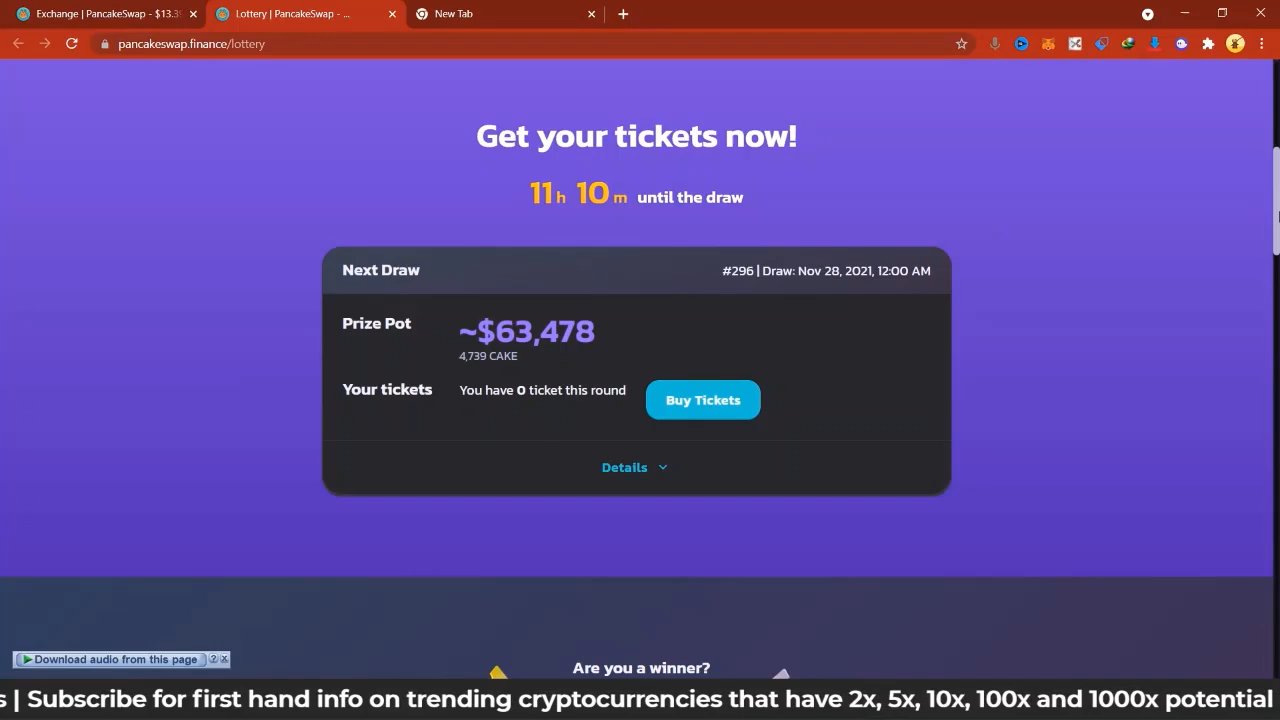 Exchange | PancakeSwap - $13.3
Lottery | PancakeSwap - ...
New Tab
pancakeswap.finance/lottery
Get your tickets now!
11 h 10 m until the draw
Next Draw
#296 | Draw: Nov 28, 2021, 12:00 AM
Prize Pot
~$63,478
4,739 CAKE
Your tickets
You have 0 ticket this round
Buy Tickets
Details
Are you a winner?
Download audio from this page
? x
s | Subscribe for first hand info on trending cryptocurrencies that have 2x, 5x, 10x, 100x and 1000x potential